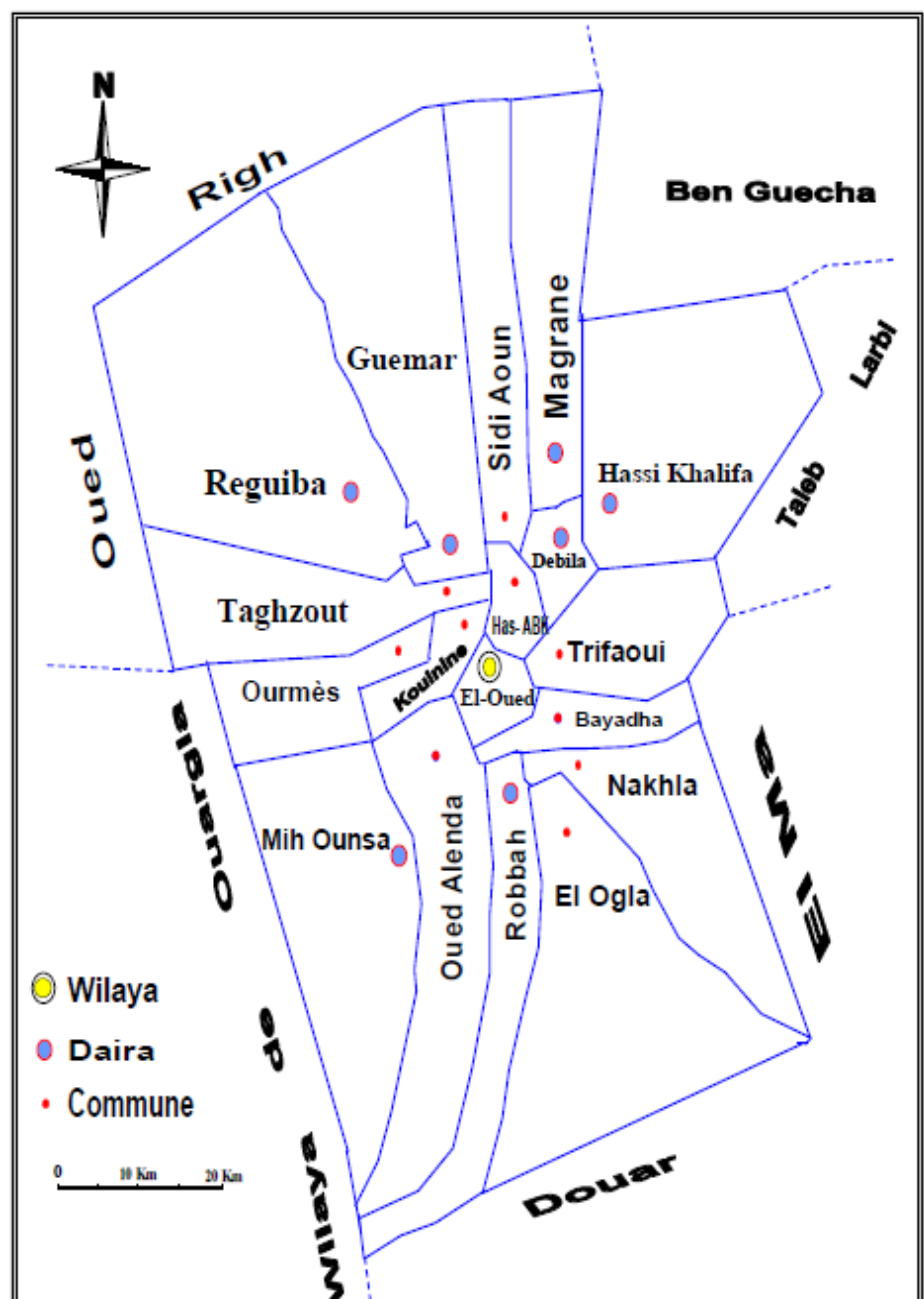 N
Righ
Ben Guecha
Guemar
Sidi Aoun
Magrane
Larbi
Taleb
Oued
Reguiba
Hassi Khalifa
Debila
Taghzout
Has-ABK
Kouinine
Trifaoui
Ourmès
El-Oued
Bayadha
Nakhla
El Ma
Ouargla
de
Wilaya
Mih Ounsa
Oued Alenda
Robbah
El Ogla
Wilaya
Daira
Commune
0 10 Km 20 Km
Douar